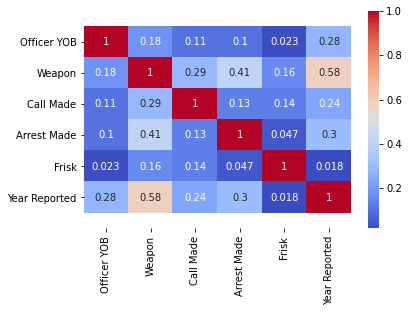 Officer YOB 1 0.18 0.11 0.1 0.023 0.28
Weapon 0.18 1 0.29 0.41 0.16 0.58
Call Made 0.11 0.29 1 0.13 0.14 0.24
Arrest Made 0.1 0.41 0.13 1 0.047 0.3
Frisk 0.023 0.16 0.14 0.047 1 0.018
Year Reported 0.28 0.58 0.24 0.3 0.018 1
Officer YOB
Weapon
Call Made
Arrest Made
Frisk
Year Reported
1.0
0.8
0.6
0.4
0.2